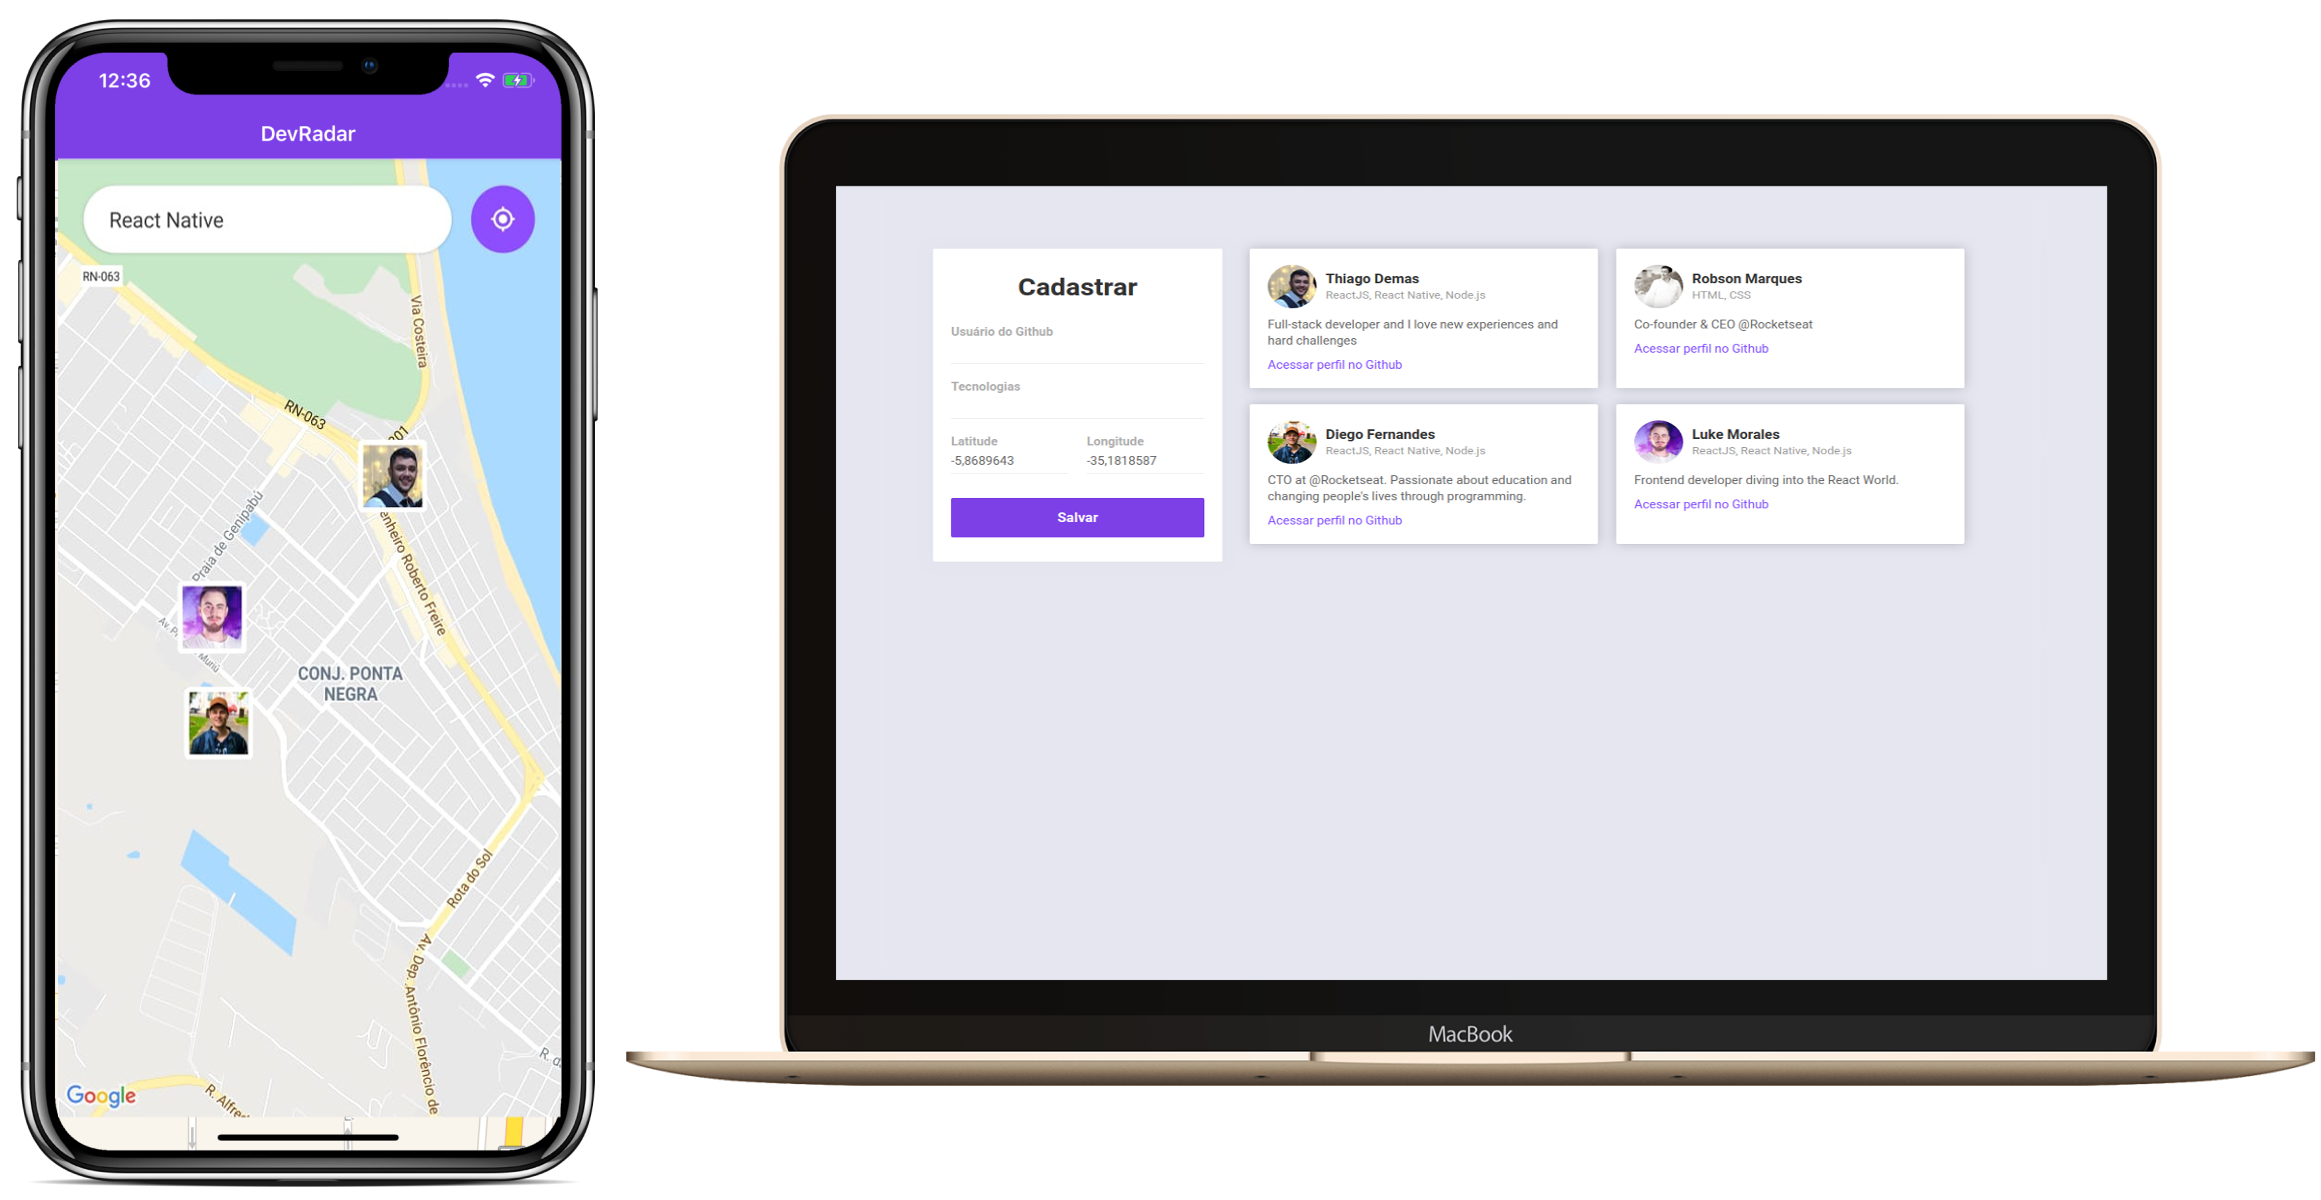 12:36
DevRadar
React Native
RN-063
Via Costeira
RN-063
Praia de Genipabú
enheiro Roberto Freire
Av. P
Muriú
CONJ. PONTA
NEGRA
Rota do Sol
Av. Dep. Antônio Florêncio de
R. d
R. Alfre
Google
Cadastrar
Usuário do Github
Tecnologias
Latitude
-5,8689643
Longitude
-35,1818587
Salvar
Thiago Demas
ReactJS, React Native, Node.js
Full-stack developer and I love new experiences and
hard challenges
Acessar perfil no Github
Robson Marques
HTML, CSS
Co-founder & CEO @Rocketseat
Acessar perfil no Github
Diego Fernandes
ReactJS, React Native, Node.js
CTO at @Rocketseat. Passionate about education and
changing people's lives through programming.
Acessar perfil no Github
Luke Morales
ReactJS, React Native, Node.js
Frontend developer diving into the React World.
Acessar perfil no Github
MacBook